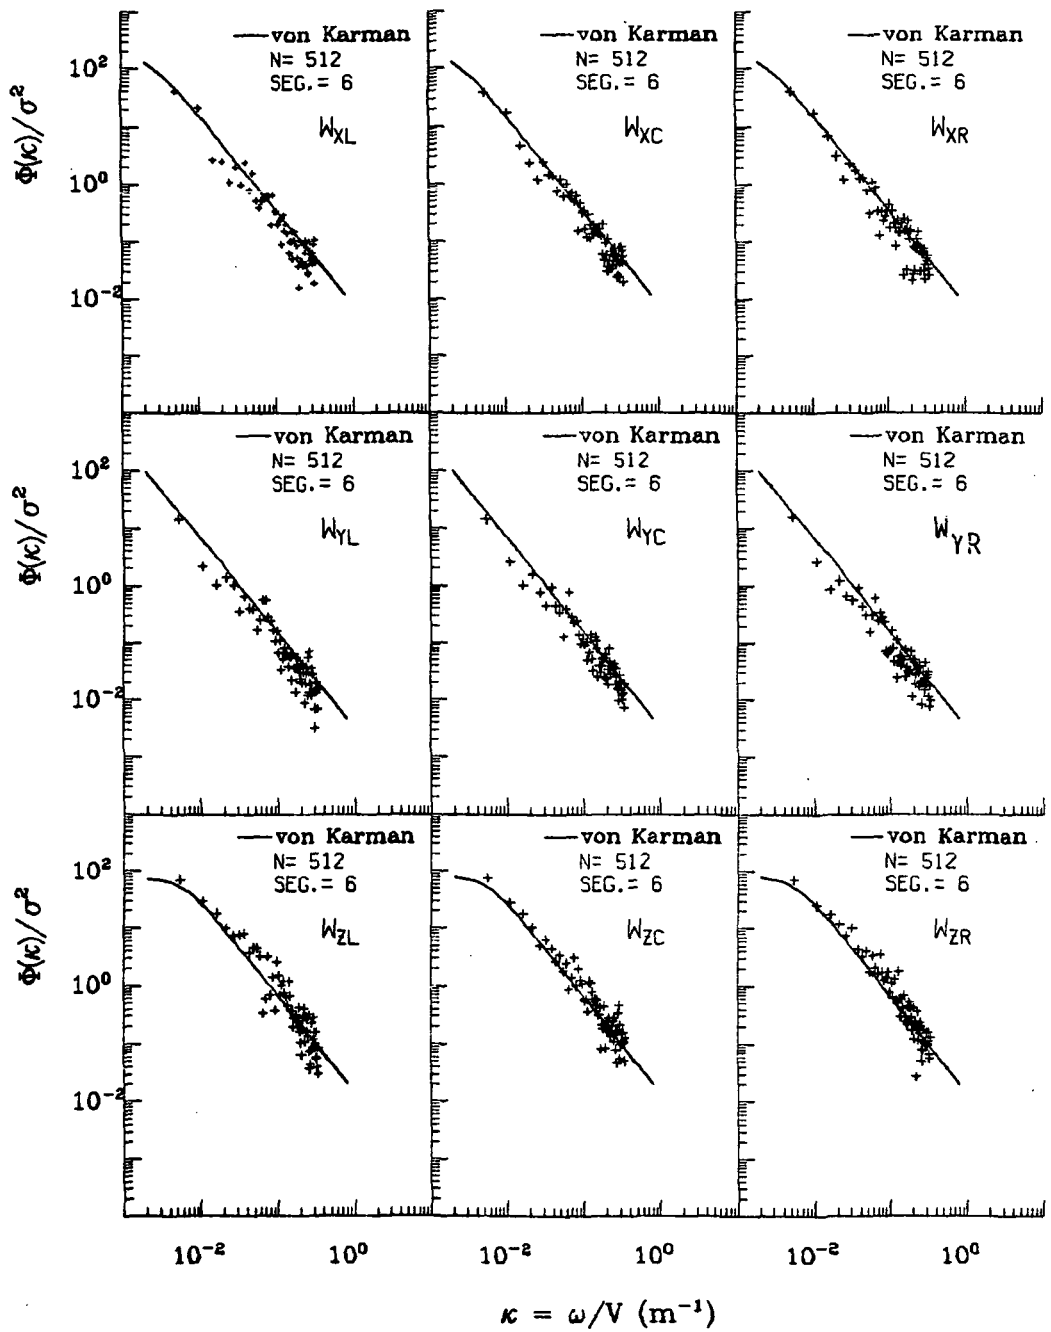 Φ(κ)/σ²
10² 10⁰ 10⁻²
von Karman
N= 512
SEG.= 6
W_XL
von Karman
N= 512
SEG.= 6
W_XC
von Karman
N= 512
SEG.= 6
W_XR
Φ(κ)/σ²
10² 10⁰ 10⁻²
von Karman
N= 512
SEG.= 6
W_YL
von Karman
N= 512
SEG.= 6
W_YC
von Karman
N= 512
SEG.= 6
W_YR
Φ(κ)/σ²
10² 10⁰ 10⁻²
von Karman
N= 512
SEG.= 6
W_ZL
von Karman
N= 512
SEG.= 6
W_ZC
von Karman
N= 512
SEG.= 6
W_ZR
10⁻² 10⁰ 10⁻² 10⁰ 10⁻² 10⁰
κ = ω/V (m⁻¹)